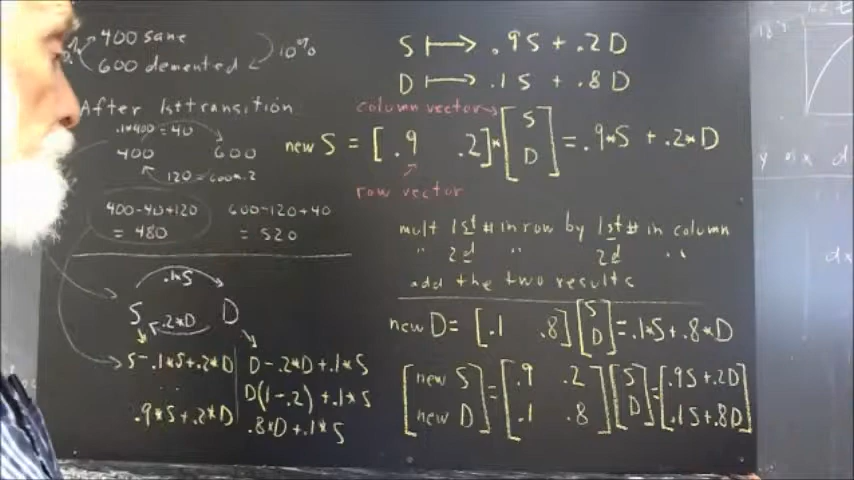 400 sane
600 demented
10%
After 1st transition
.1*400 = 40
400 600
120 = 600*.2
400-40+120
= 480
600-120+40
= 520
.1*S
S D
.2*D
S-.1*S+.2*D
.9*S+.2*D
D-.2*D+.1*S
D(1-.2)+.1*S
.8*D+.1*S
S ↦ .9S + .2D
D ↦ .1S + .8D
column vector
new S = [.9 .2]*[S D] = .9*S + .2*D
row vector
mult 1st # in row by 1st # in column
" 2d " 2d "
add the two results
new D = [.1 .8][S D] = .1*S+.8*D
[new S new D] = [.9 .2 .1 .8][S D] = [.9S+.2D .1S+.8D]